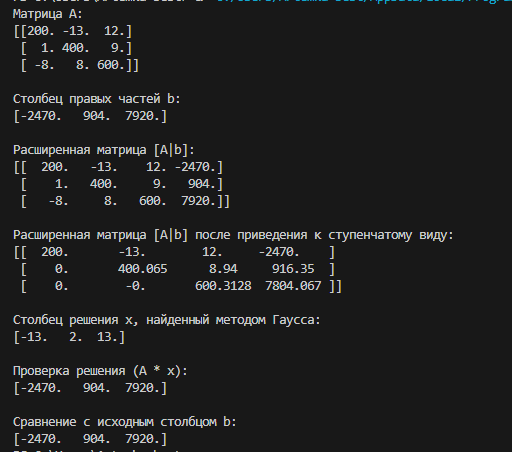 Матрица A:
[[200. -13.  12.]
 [  1. 400.   9.]
 [ -8.   8. 600.]]
Столбец правых частей b:
[-2470.   904.  7920.]
Расширенная матрица [A|b]:
[[  200.   -13.    12. -2470.]
 [    1.   400.     9.   904.]
 [   -8.     8.   600.  7920.]]
Расширенная матрица [A|b] после приведения к ступенчатому виду:
[[  200.       -13.        12.     -2470.    ]
 [    0.       400.065      8.94     916.35  ]
 [    0.        -0.       600.3128  7804.067 ]]
Столбец решения x, найденный методом Гаусса:
[-13.   2.  13.]
Проверка решения (A * x):
[-2470.   904.  7920.]
Сравнение с исходным столбцом b:
[-2470.   904.  7920.]